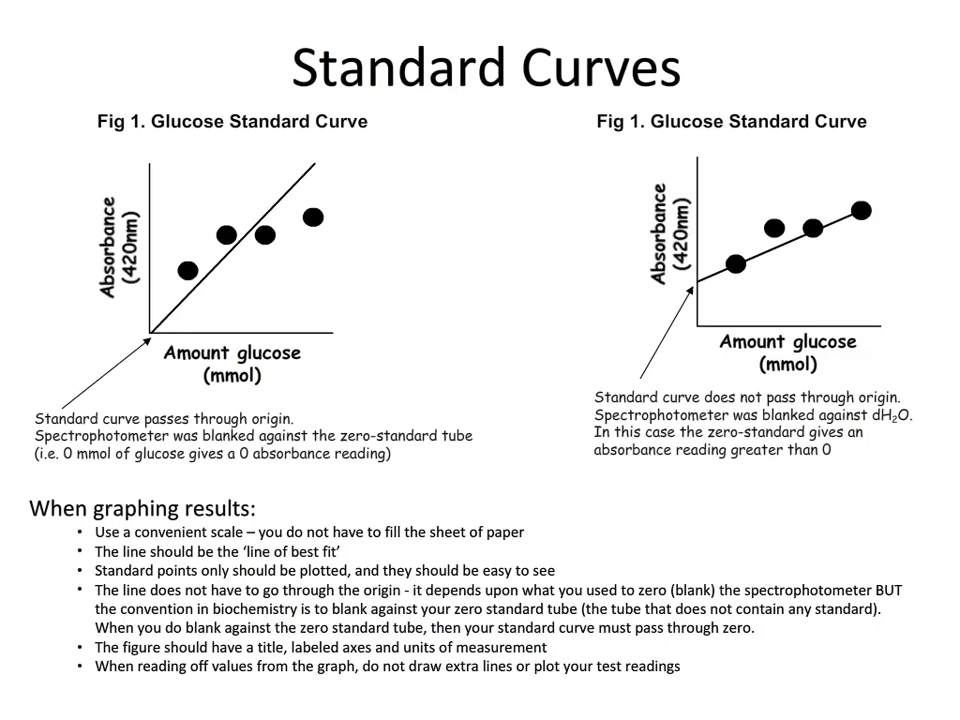 Standard Curves
Fig 1. Glucose Standard Curve
Absorbance
(420nm)
Amount glucose
(mmol)
Standard curve passes through origin.
Spectrophotometer was blanked against the zero-standard tube
(i.e. 0 mmol of glucose gives a 0 absorbance reading)
Fig 1. Glucose Standard Curve
Absorbance
(420nm)
Amount glucose
(mmol)
Standard curve does not pass through origin.
Spectrophotometer was blanked against dH₂O.
In this case the zero-standard gives an
absorbance reading greater than 0
When graphing results:
• Use a convenient scale – you do not have to fill the sheet of paper
• The line should be the ‘line of best fit’
• Standard points only should be plotted, and they should be easy to see
• The line does not have to go through the origin - it depends upon what you used to zero (blank) the spectrophotometer BUT
the convention in biochemistry is to blank against your zero standard tube (the tube that does not contain any standard).
When you do blank against the zero standard tube, then your standard curve must pass through zero.
• The figure should have a title, labeled axes and units of measurement
• When reading off values from the graph, do not draw extra lines or plot your test readings